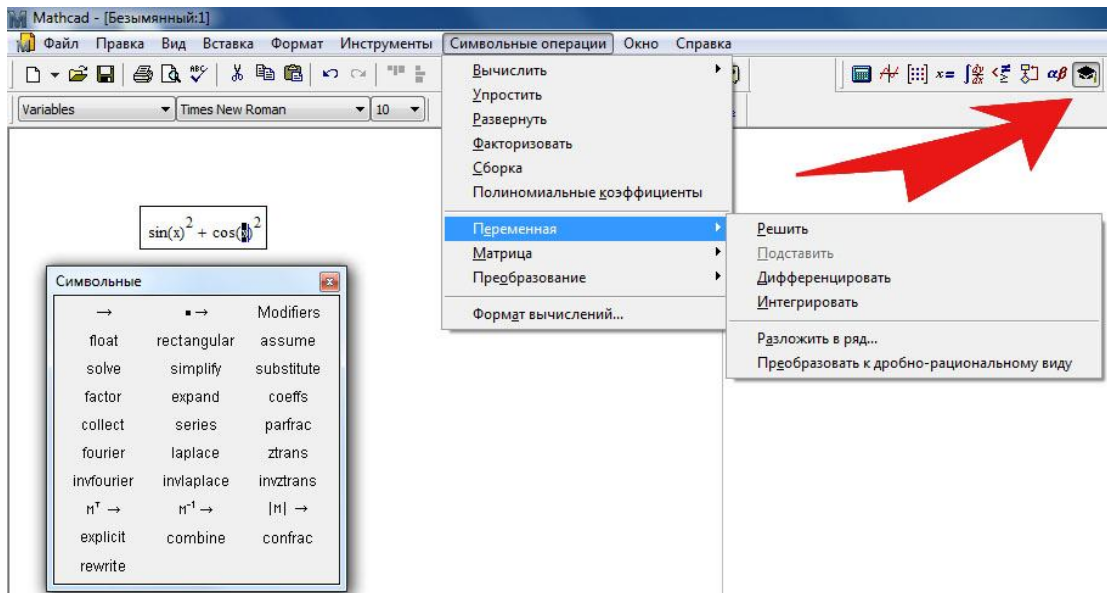 Mathcad - [Безымянный:1]
Файл Правка Вид Вставка Формат Инструменты Символьные операции Окно Справка
Variables Times New Roman 10
Вычислить
Упростить
Развернуть
Факторизовать
Сборка
Полиномиальные коэффициенты
Переменная
Матрица
Преобразование
Формат вычислений...
Решить
Подставить
Дифференцировать
Интегрировать
Разложить в ряд...
Преобразовать к дробно-рациональному виду
sin(x)² + cos(x)²
Символьные
→ ▪ → Modifiers
float rectangular assume
solve simplify substitute
factor expand coeffs
collect series parfrac
fourier laplace ztrans
invfourier invlaplace invztrans
Mᵀ → M⁻¹ → |M| →
explicit combine confrac
rewrite